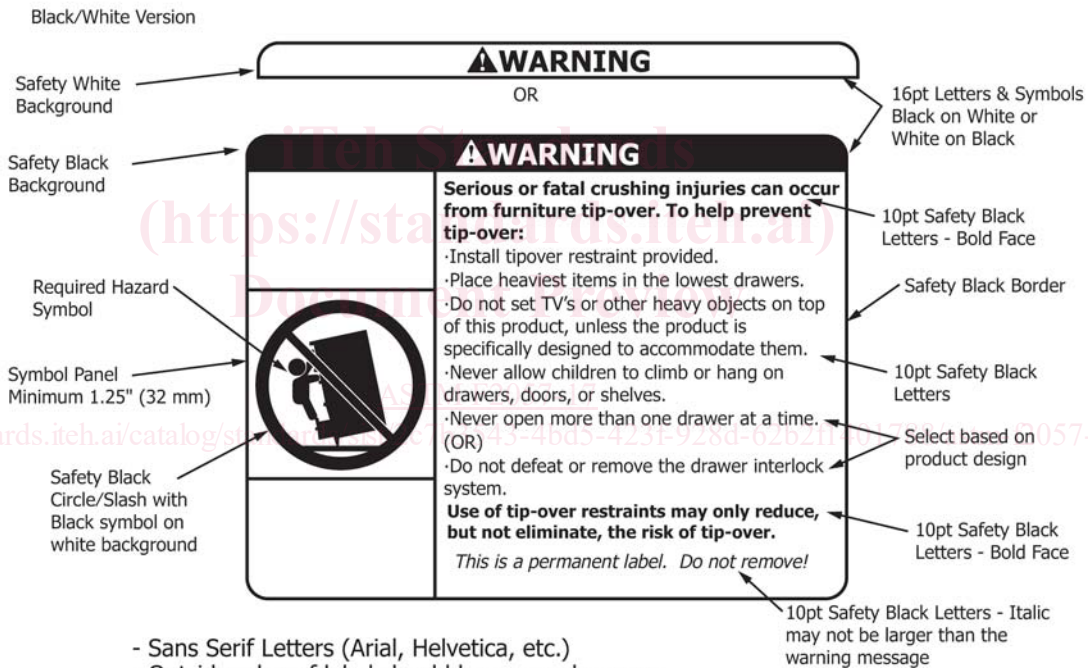 Black/White Version
WARNING
Safety White
Background
OR
16pt Letters & Symbols
Black on White or
White on Black
iTeh Standards
WARNING
Safety Black
Background
Serious or fatal crushing injuries can occur
from furniture tip-over. To help prevent
tip-over:
10pt Safety Black
Letters - Bold Face
(https://standards.iteh.ai)
·Install tipover restraint provided.
·Place heaviest items in the lowest drawers.
·Do not set TV's or other heavy objects on top
of this product, unless the product is
specifically designed to accommodate them.
·Never allow children to climb or hang on
drawers, doors, or shelves.
·Never open more than one drawer at a time.
(OR)
·Do not defeat or remove the drawer interlock
system.
Use of tip-over restraints may only reduce,
but not eliminate, the risk of tip-over.
This is a permanent label. Do not remove!
Document Preview
Required Hazard
Symbol
Safety Black Border
Symbol Panel
Minimum 1.25" (32 mm)
10pt Safety Black
Letters
Select based on
product design
Safety Black
Circle/Slash with
Black symbol on
white background
10pt Safety Black
Letters - Bold Face
10pt Safety Black Letters - Italic
may not be larger than the
warning message
- Sans Serif Letters (Arial, Helvetica, etc.)